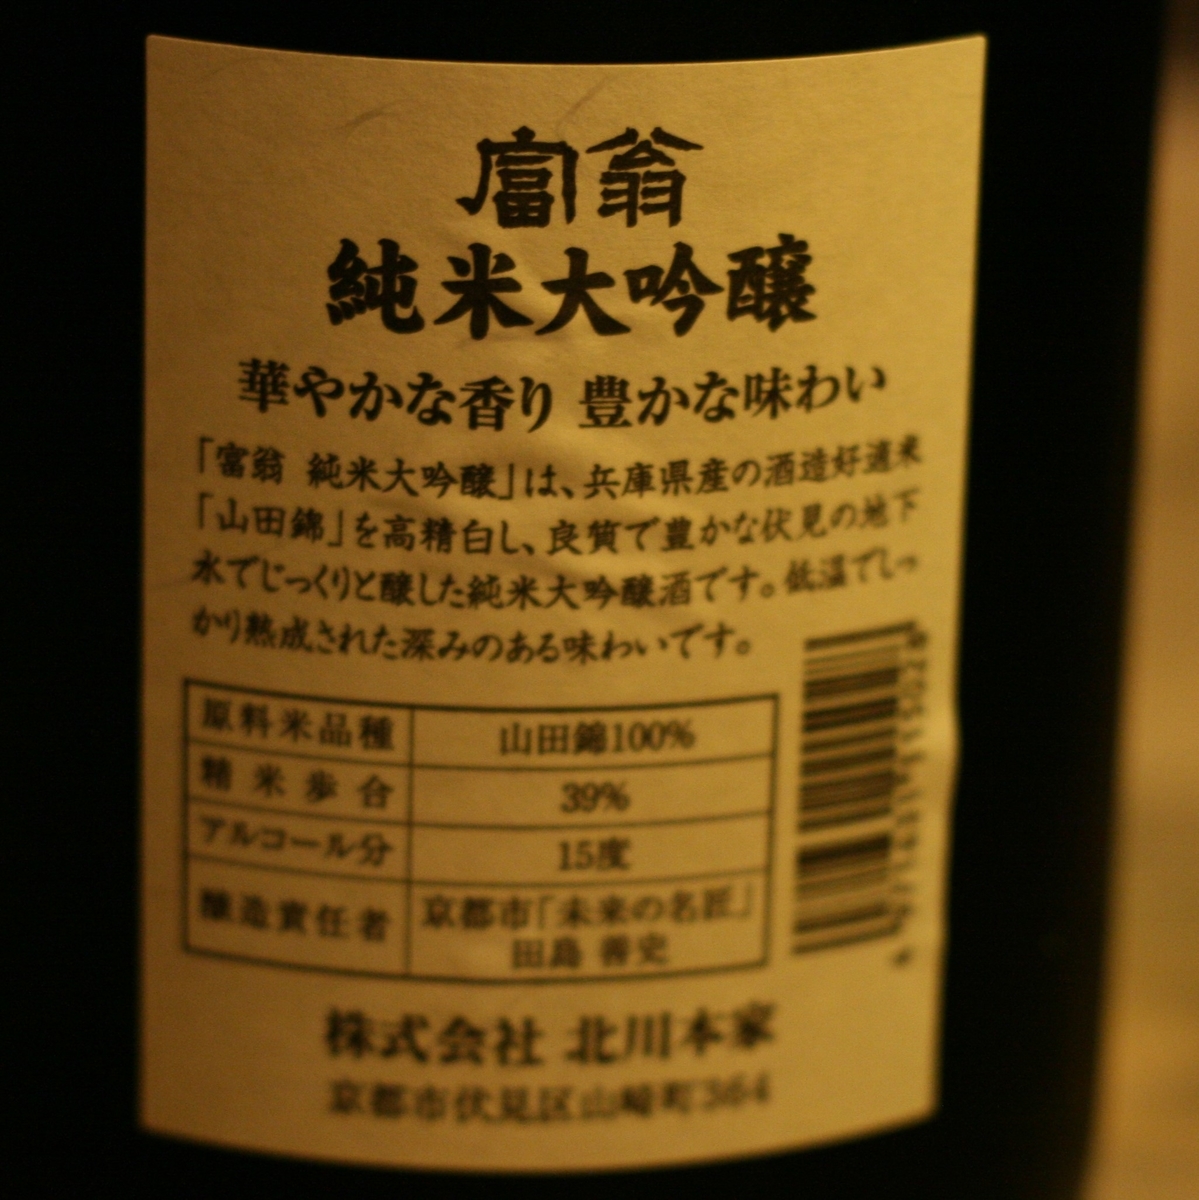 富翁
純米大吟醸
華やかな香り 豊かな味わい
「富翁 純米大吟醸」は、兵庫県産の酒造好適米
「山田錦」を高精白し、良質で豊かな伏見の地下
水でじっくりと醸した純米大吟醸酒です。低温でしっ
かり熟成された深みのある味わいです。
原料米品種 山田錦100%
精米歩合 39%
アルコール分 15度
醸造責任者 京都市「未来の名匠」
田島 善史
株式会社 北川本家
京都市伏見区山崎町364